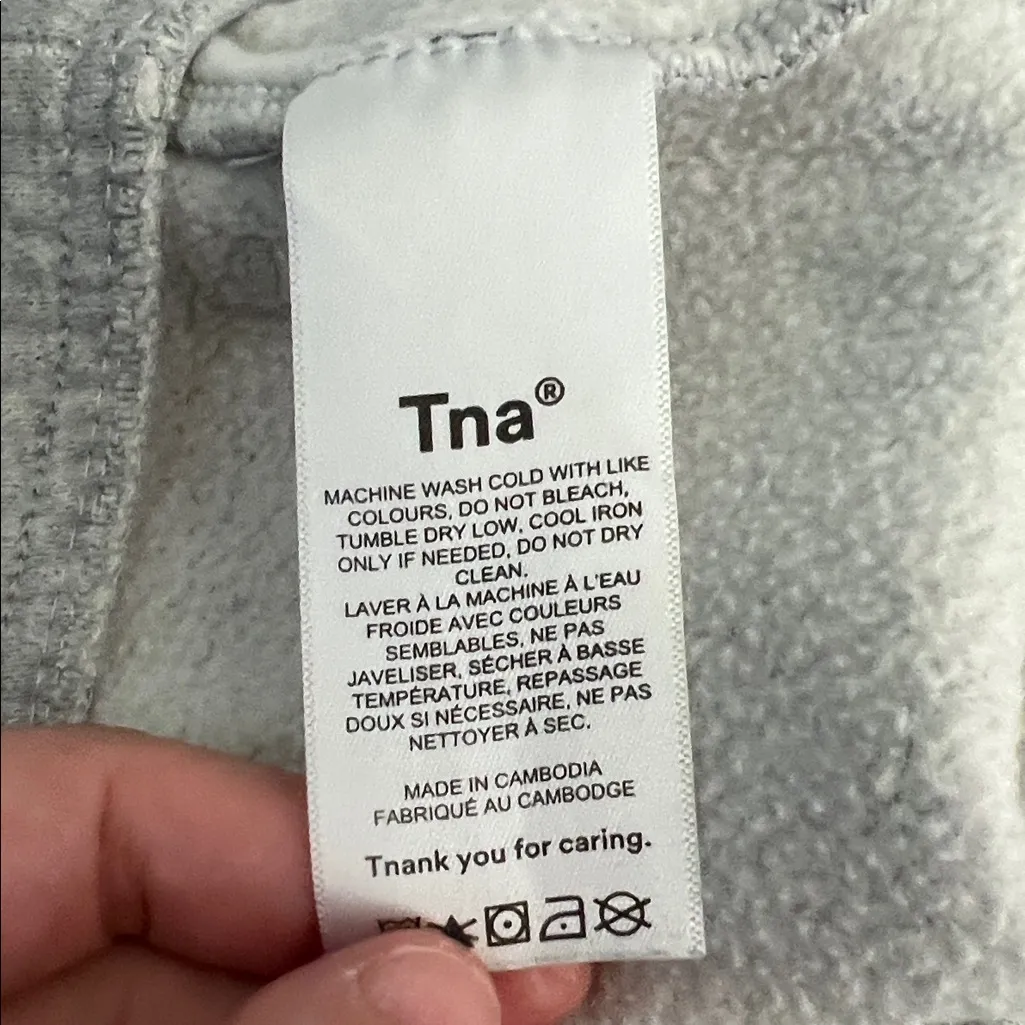 Tna®
MACHINE WASH COLD WITH LIKE
COLOURS, DO NOT BLEACH,
TUMBLE DRY LOW, COOL IRON
ONLY IF NEEDED, DO NOT DRY
CLEAN.
LAVER À LA MACHINE À L'EAU
FROIDE AVEC COULEURS
SEMBLABLES, NE PAS
JAVELISER, SÉCHER À BASSE
TEMPÉRATURE, REPASSAGE
DOUX SI NÉCESSAIRE, NE PAS
NETTOYER À SEC.
MADE IN CAMBODIA
FABRIQUÉ AU CAMBODGE
Tnank you for caring.